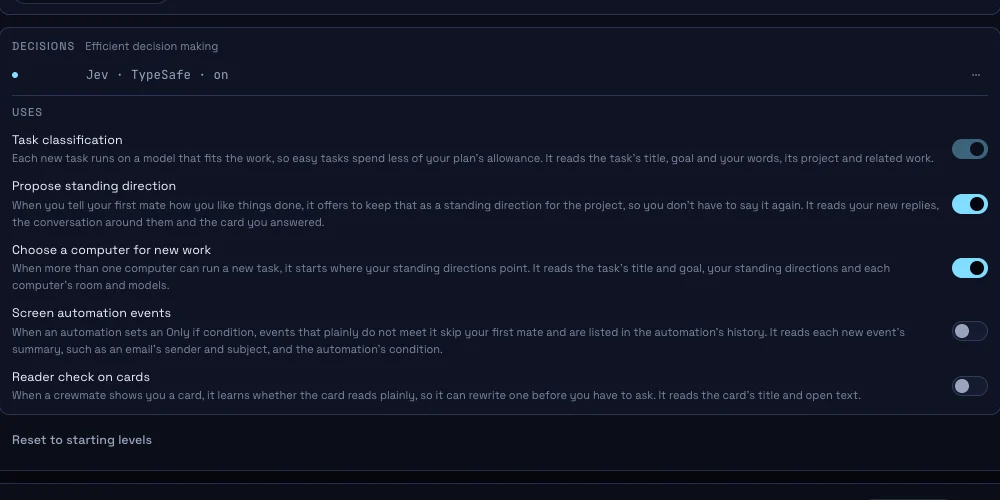 DECISIONS Efficient decision making
Jev · TypeSafe · on ...
USES
Task classification
Each new task runs on a model that fits the work, so easy tasks spend less of your plan's allowance. It reads the task's title, goal and your words, its project and related work.
Propose standing direction
When you tell your first mate how you like things done, it offers to keep that as a standing direction for the project, so you don't have to say it again. It reads your new replies,
the conversation around them and the card you answered.
Choose a computer for new work
When more than one computer can run a new task, it starts where your standing directions point. It reads the task's title and goal, your standing directions and each
computer's room and models.
Screen automation events
When an automation sets an Only if condition, events that plainly do not meet it skip your first mate and are listed in the automation's history. It reads each new event's
summary, such as an email's sender and subject, and the automation's condition.
Reader check on cards
When a crewmate shows you a card, it learns whether the card reads plainly, so it can rewrite one before you have to ask. It reads the card's title and open text.
Reset to starting levels